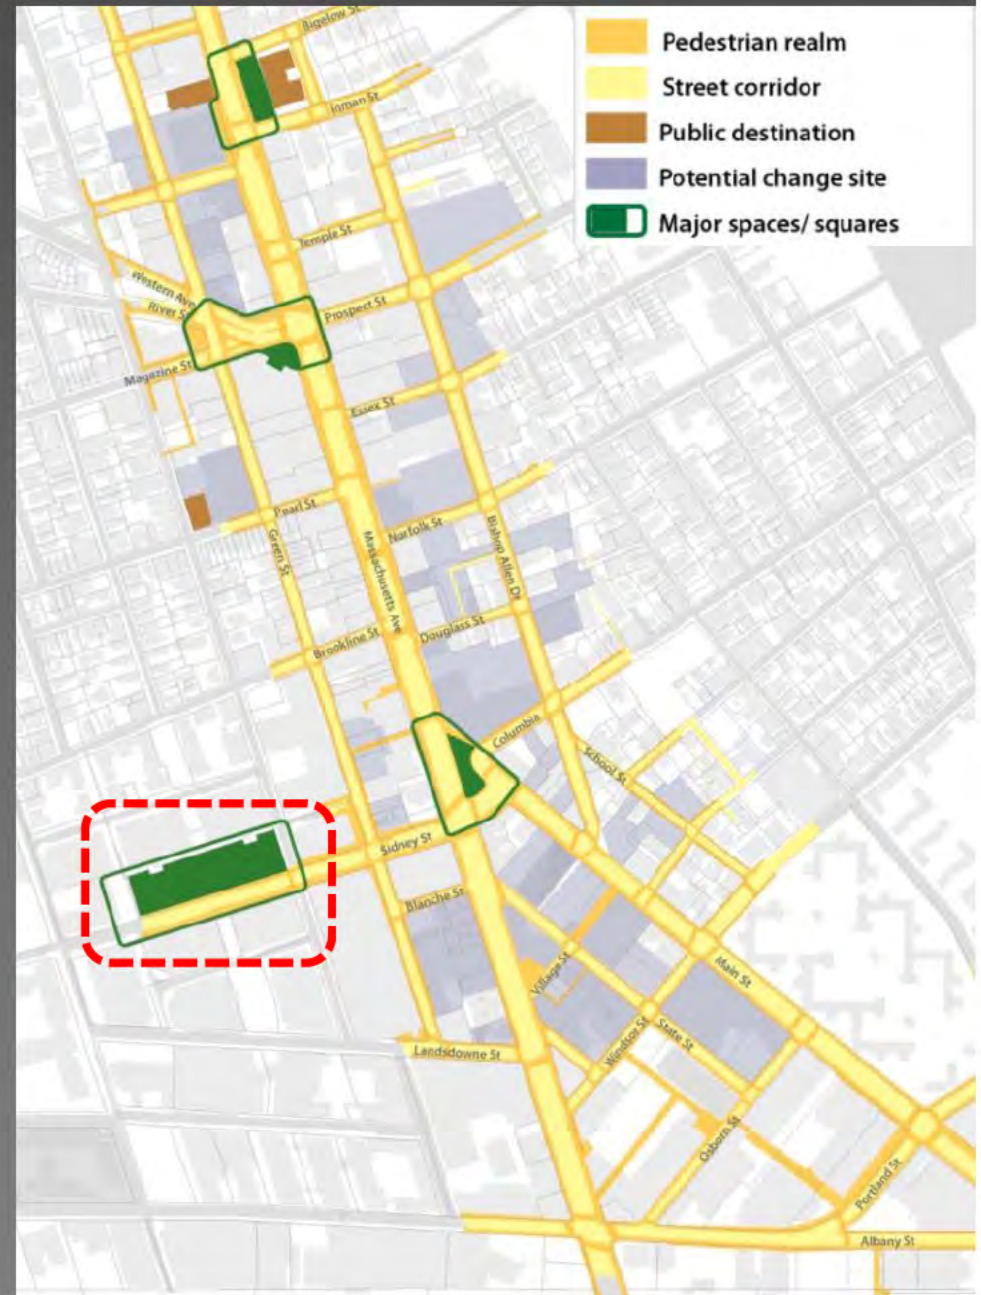 Pedestrian realm
Street corridor
Public destination
Potential change site
Major spaces/ squares
Bigelow St
Inman St
Temple St
Western Ave
River S
Prospect St
Magazine St
Essex St
Pearl St
Norfolk St
Green St
Massachusetts Ave
Bishop Allen Dr
Brookline St
Douglass St
Columbia
School St
Sidney St
Blanche St
Main St
Village St
Windsor St
State St
Landsdowne St
Osborn St
Portland St
Albany St